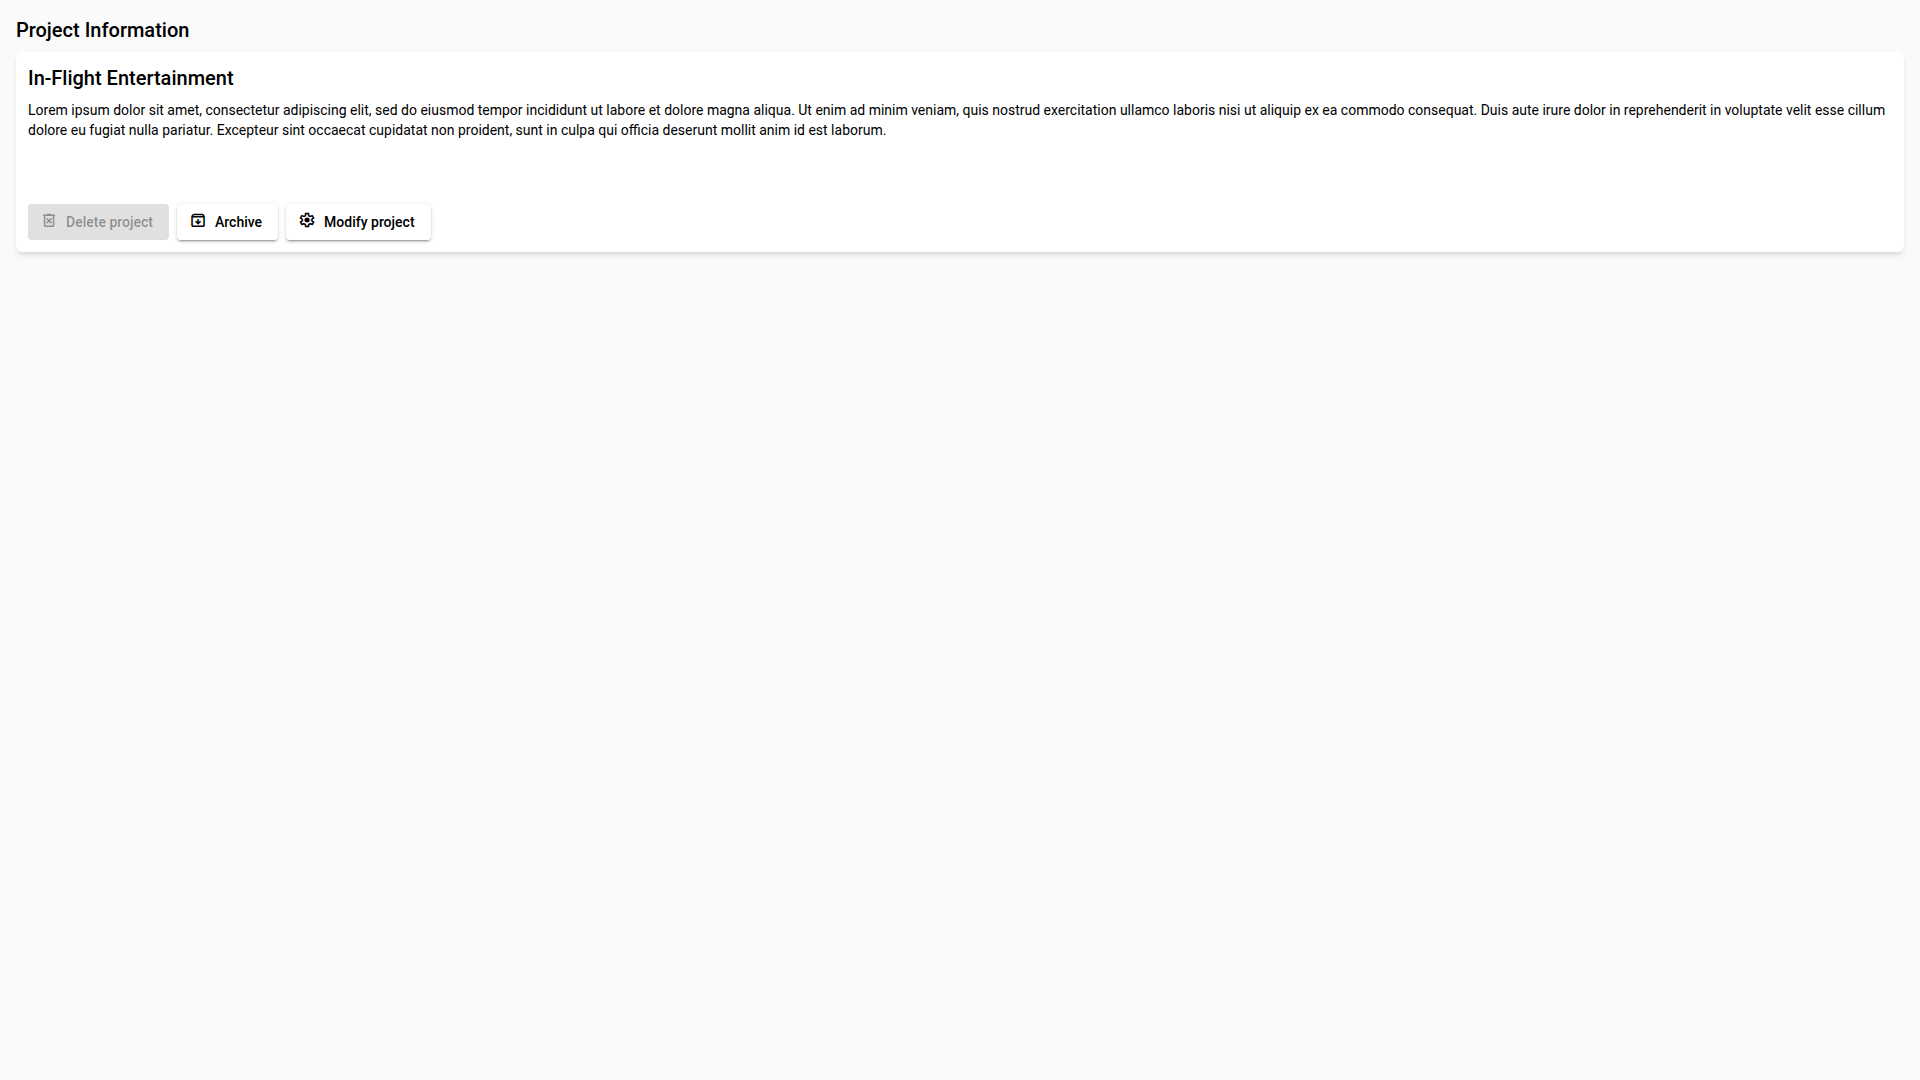 Project Information
In-Flight Entertainment
Lorem ipsum dolor sit amet, consectetur adipiscing elit, sed do eiusmod tempor incididunt ut labore et dolore magna aliqua. Ut enim ad minim veniam, quis nostrud exercitation ullamco laboris nisi ut aliquip ex ea commodo consequat. Duis aute irure dolor in reprehenderit in voluptate velit esse cillum
dolore eu fugiat nulla pariatur. Excepteur sint occaecat cupidatat non proident, sunt in culpa qui officia deserunt mollit anim id est laborum.
Delete project Archive Modify project